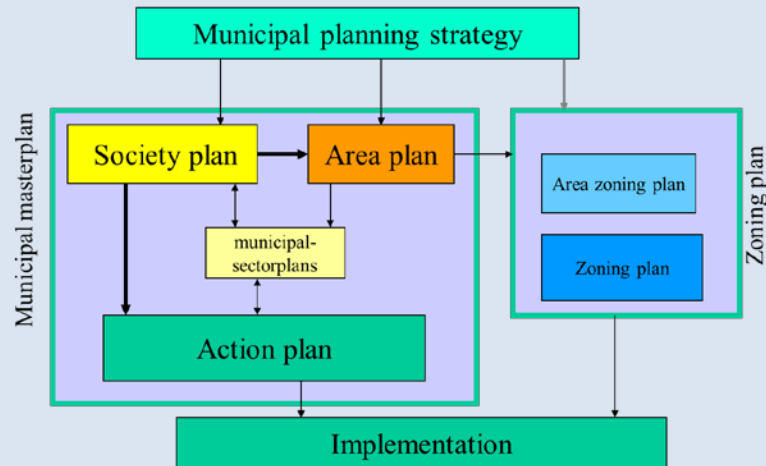 Municipal planning strategy
Municipal masterplan
Society plan
Area plan
municipal-
sectorplans
Action plan
Area zoning plan
Zoning plan
Zoning plan
Implementation